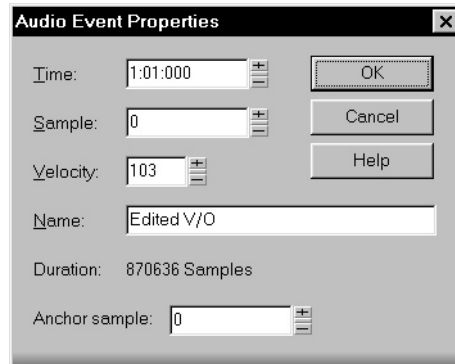 Audio Event Properties
Time: 1:01:000
OK
Sample: 0
Cancel
Velocity: 103
Help
Name: Edited V/O
Duration: 870636 Samples
Anchor sample: 0